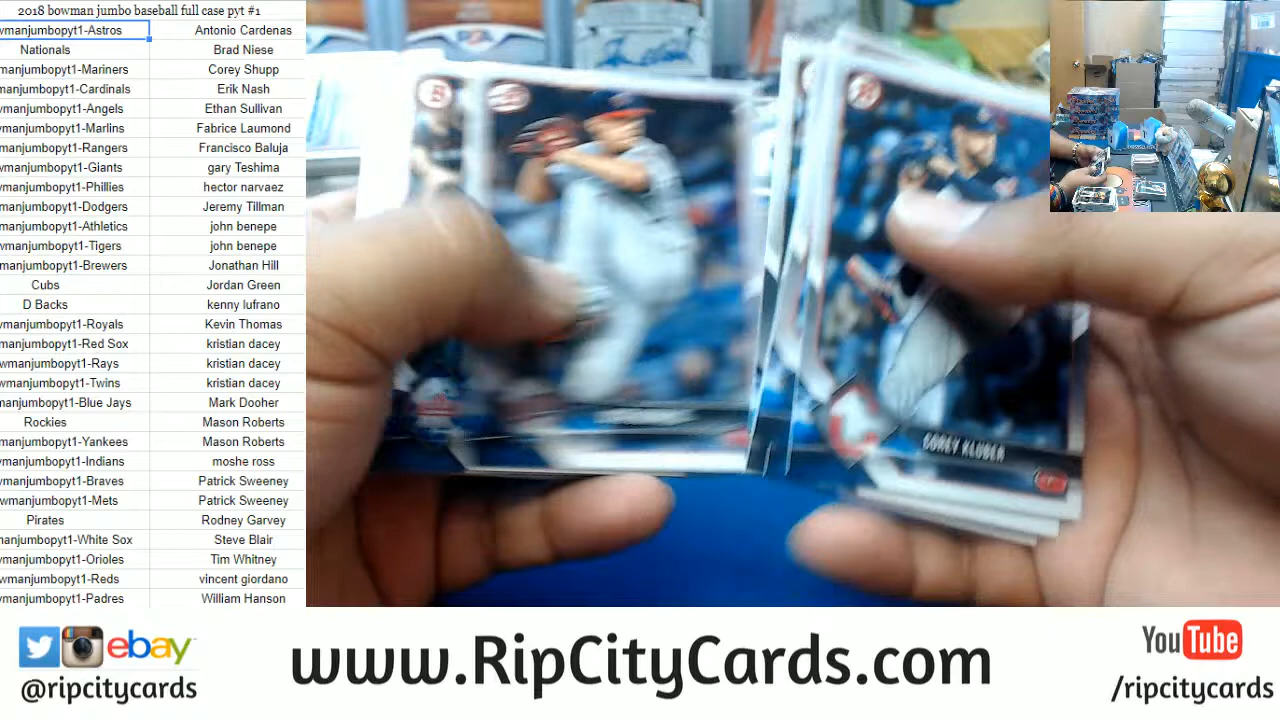 2018 bowman jumbo baseball full case pyt #1
wmanjumbopyt1-Astros Antonio Cardenas
Nationals Brad Niese
manjumbopyt1-Mariners Corey Shupp
manjumbopyt1-Cardinals Erik Nash
wmanjumbopyt1-Angels Ethan Sullivan
wmanjumbopyt1-Marlins Fabrice Laumond
manjumbopyt1-Rangers Francisco Baluja
wmanjumbopyt1-Giants gary Teshima
manjumbopyt1-Phillies hector narvaez
manjumbopyt1-Dodgers Jeremy Tillman
manjumbopyt1-Athletics john benepe
wmanjumbopyt1-Tigers john benepe
manjumbopyt1-Brewers Jonathan Hill
Cubs Jordan Green
D Backs kenny lufrano
wmanjumbopyt1-Royals Kevin Thomas
manjumbopyt1-Red Sox kristian dacey
wmanjumbopyt1-Rays kristian dacey
wmanjumbopyt1-Twins kristian dacey
manjumbopyt1-Blue Jays Mark Dooher
Rockies Mason Roberts
manjumbopyt1-Yankees Mason Roberts
wmanjumbopyt1-Indians moshe ross
wmanjumbopyt1-Braves Patrick Sweeney
wmanjumbopyt1-Mets Patrick Sweeney
Pirates Rodney Garvey
manjumbopyt1-White Sox Steve Blair
wmanjumbopyt1-Orioles Tim Whitney
wmanjumbopyt1-Reds vincent giordano
wmanjumbopyt1-Padres William Hanson
COREY KLUBER
ebay
@ripcitycards
www.RipCityCards.com
YouTube
/ripcitycards